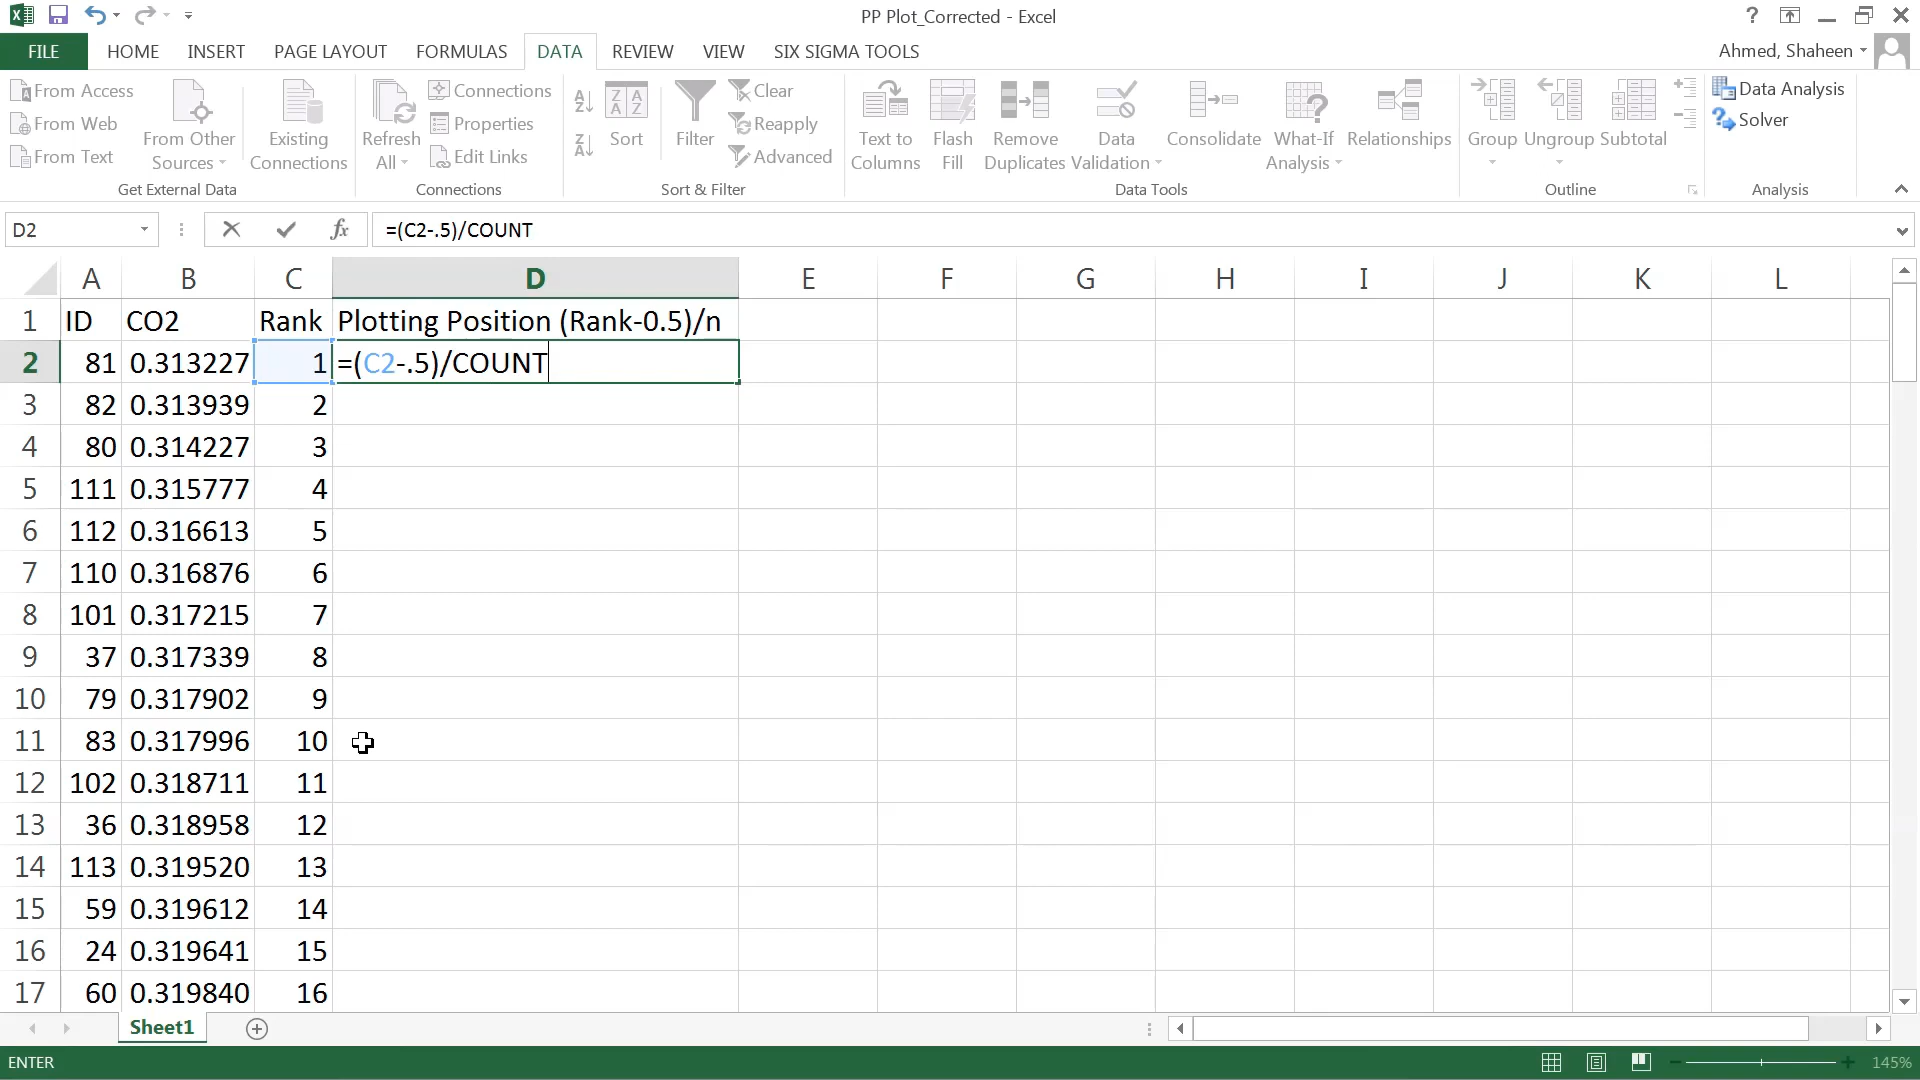 PP Plot_Corrected - Excel
?
FILE HOME INSERT PAGE LAYOUT FORMULAS DATA REVIEW VIEW SIX SIGMA TOOLS Ahmed, Shaheen
From Access
From Web
From Text
From Other
Sources
Existing
Connections
Get External Data
Refresh
All
Connections
Properties
Edit Links
Connections
Sort
Filter
Clear
Reapply
Advanced
Sort & Filter
Text to
Columns
Flash
Fill
Remove
Duplicates
Data
Validation
Consolidate
What-If
Analysis
Relationships
Data Tools
Group
Ungroup
Subtotal
Outline
Data Analysis
Solver
Analysis
D2 fx =(C2-.5)/COUNT
A B C D E F G H I J K L
1 ID CO2 Rank Plotting Position (Rank-0.5)/n
2 81 0.313227 1 =(C2-.5)/COUNT
3 82 0.313939 2
4 80 0.314227 3
5 111 0.315777 4
6 112 0.316613 5
7 110 0.316876 6
8 101 0.317215 7
9 37 0.317339 8
10 79 0.317902 9
11 83 0.317996 10
12 102 0.318711 11
13 36 0.318958 12
14 113 0.319520 13
15 59 0.319612 14
16 24 0.319641 15
17 60 0.319840 16
Sheet1
ENTER 145%